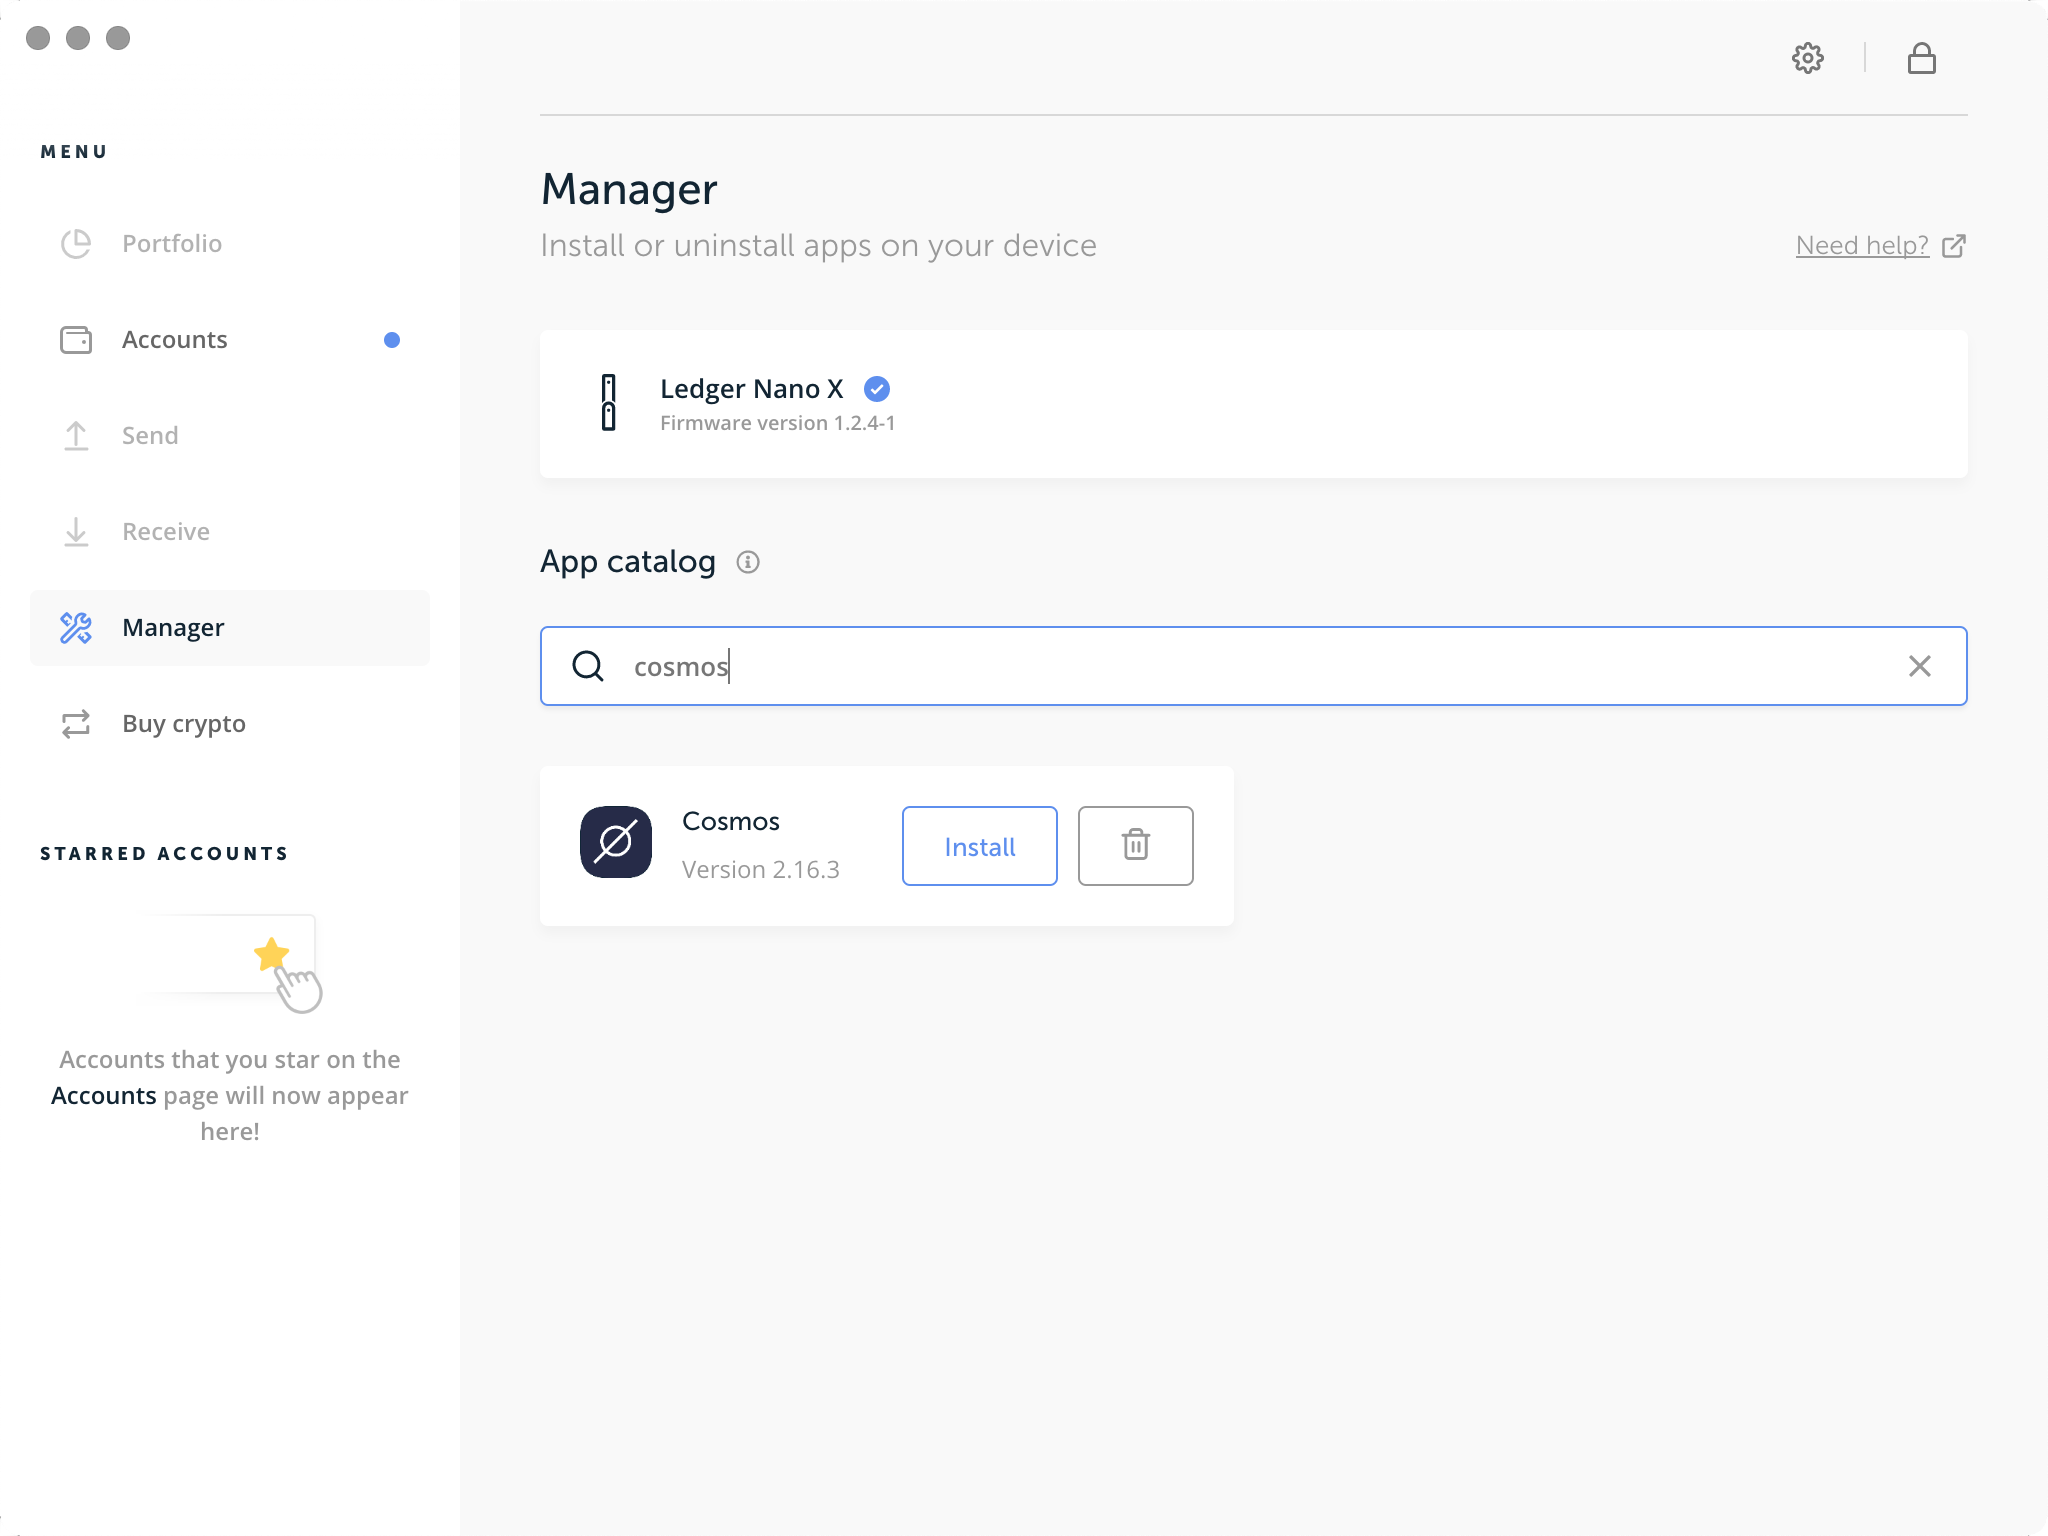 MENU
Portfolio
Accounts
Send
Receive
Manager
Buy crypto
STARRED ACCOUNTS
Accounts that you star on the
Accounts page will now appear
here!
Manager
Install or uninstall apps on your device
Need help?
Ledger Nano X
Firmware version 1.2.4-1
App catalog
cosmos
Cosmos
Version 2.16.3
Install